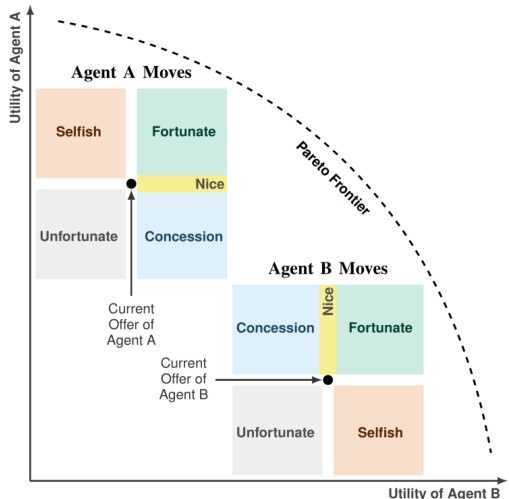 Utility of Agent A
Agent A Moves
Selfish
Fortunate
Nice
Unfortunate
Concession
Pareto Frontier
Current
Offer of
Agent A
Agent B Moves
Concession
Nice
Fortunate
Current
Offer of
Agent B
Unfortunate
Selfish
Utility of Agent B